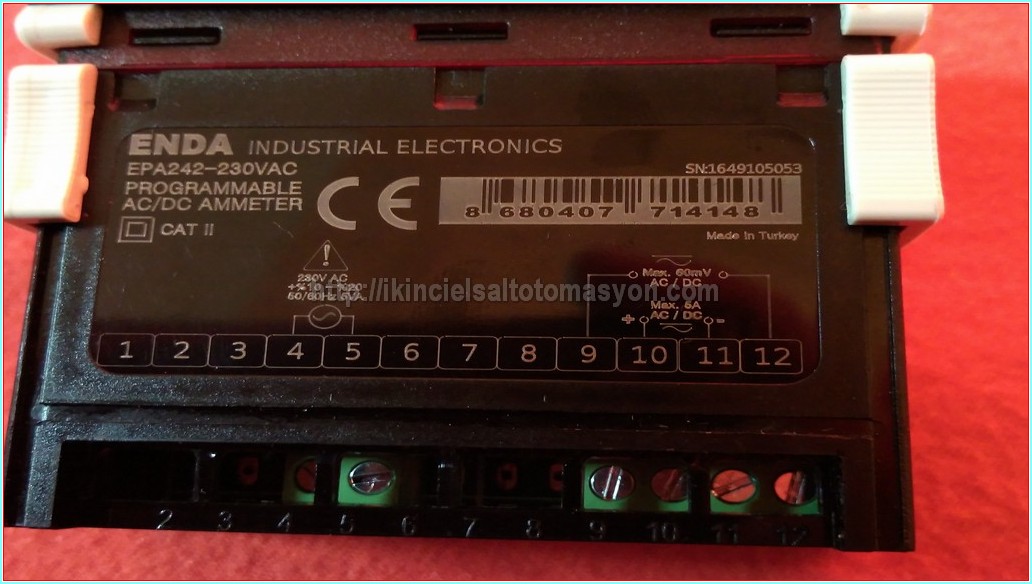 ENDA INDUSTRIAL ELECTRONICS
EPA242-230VAC
SN:1649105053
PROGRAMMABLE
AC/DC AMMETER
CAT II
8 680407 714148
Made in Turkey
230V AC
+%10 -%20
50/60Hz 5VA
Max. 60mV
AC / DC
http://ikincielsaltotomasyon.com
Max. 5A
+ AC / DC -
1 2 3 4 5 6 7 8 9 10 11 12
2 3 4 5 6 7 8 9 10 11 12